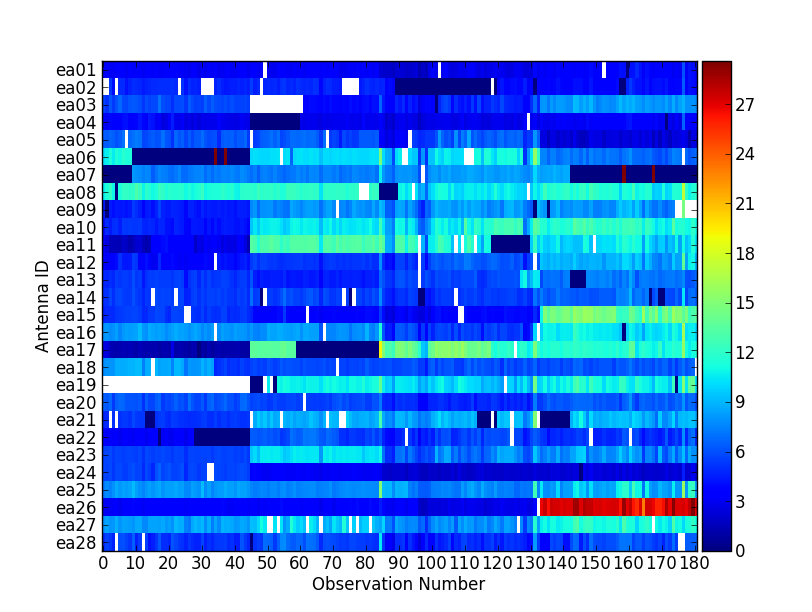 ea01
ea02
ea03
ea04
ea05
ea06
ea07
ea08
ea09
ea10
ea11
ea12
ea13
ea14
ea15
ea16
ea17
ea18
ea19
ea20
ea21
ea22
ea23
ea24
ea25
ea26
ea27
ea28
Antenna ID
0 10 20 30 40 50 60 70 80 90 100 110 120 130 140 150 160 170 180
Observation Number
27
24
21
18
15
12
9
6
3
0